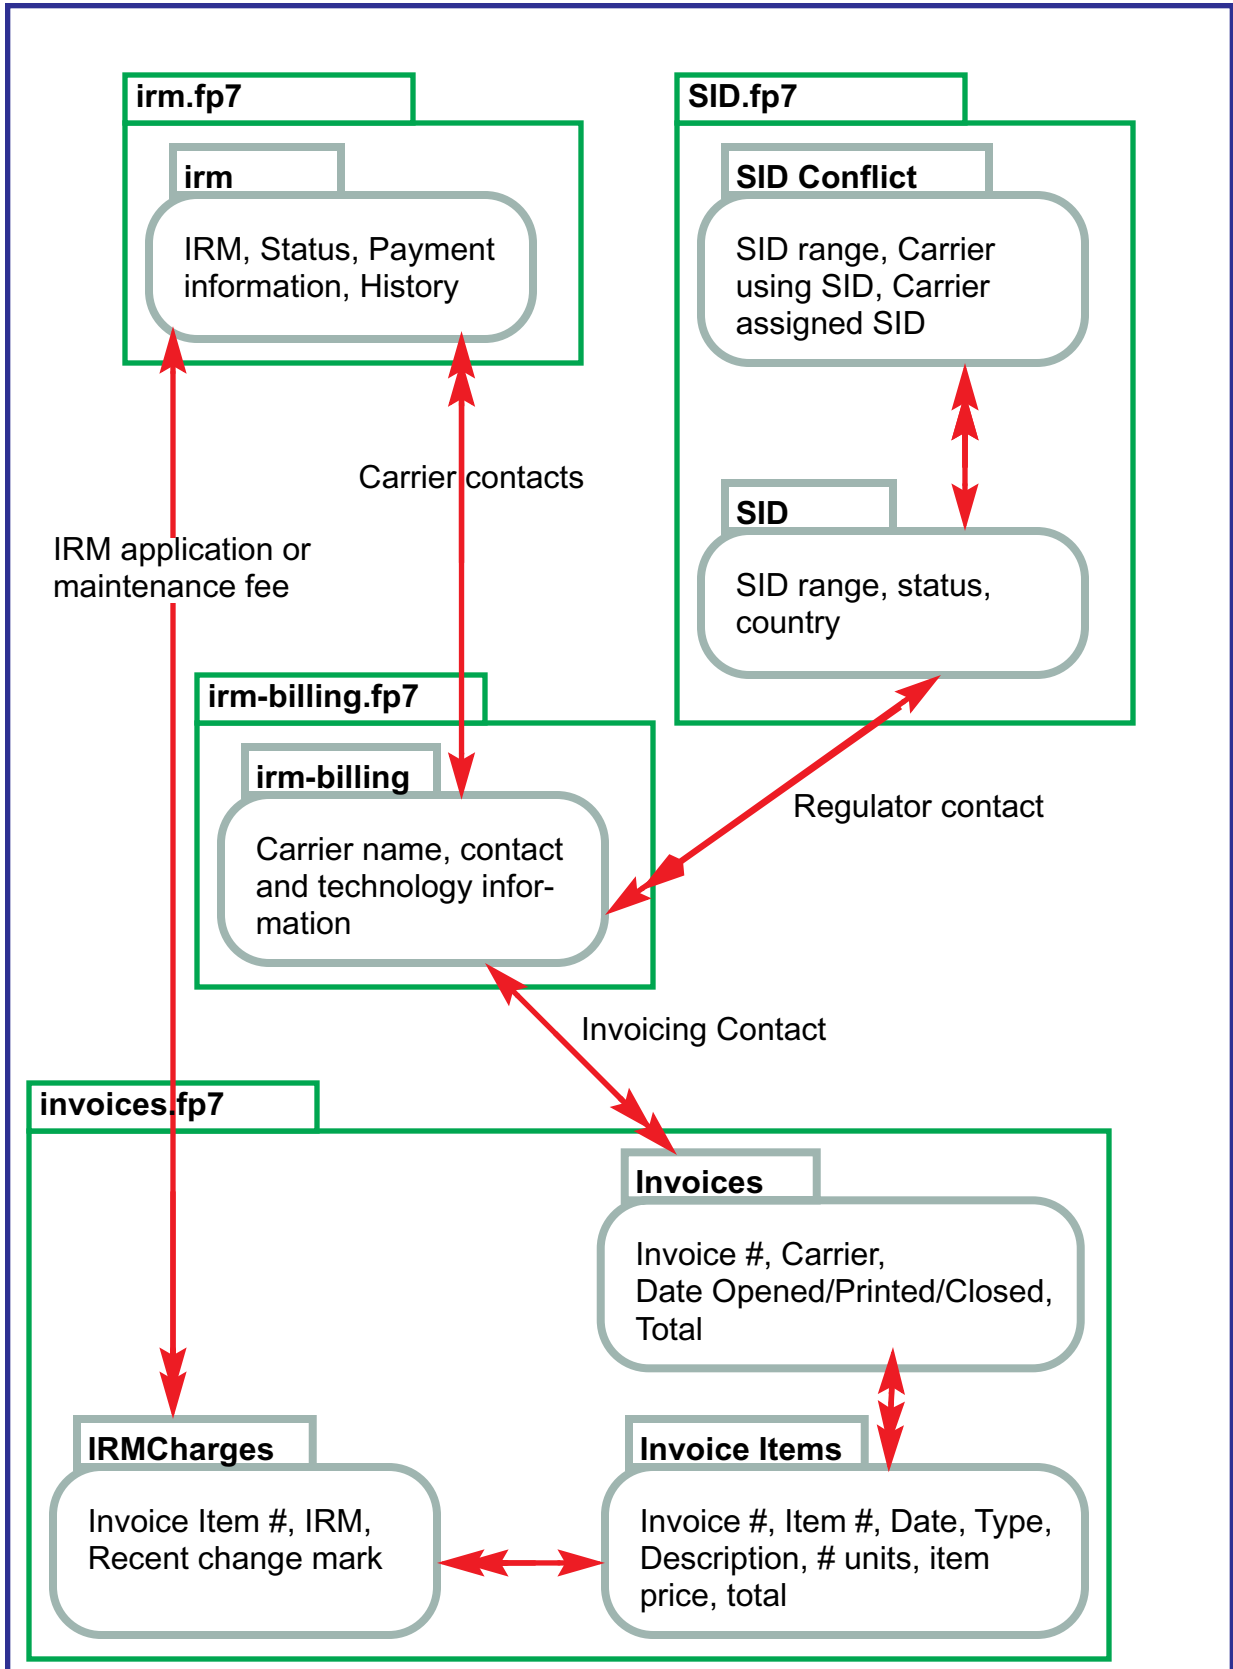 irm.fp7
irm
IRM, Status, Payment
information, History
SID.fp7
SID Conflict
SID range, Carrier
using SID, Carrier
assigned SID
Carrier contacts
SID
SID range, status,
country
IRM application or
maintenance fee
irm-billing.fp7
irm-billing
Carrier name, contact
and technology infor-
mation
Regulator contact
Invoicing Contact
invoices.fp7
Invoices
Invoice #, Carrier,
Date Opened/Printed/Closed,
Total
IRMCharges
Invoice Item #, IRM,
Recent change mark
Invoice Items
Invoice #, Item #, Date, Type,
Description, # units, item
price, total